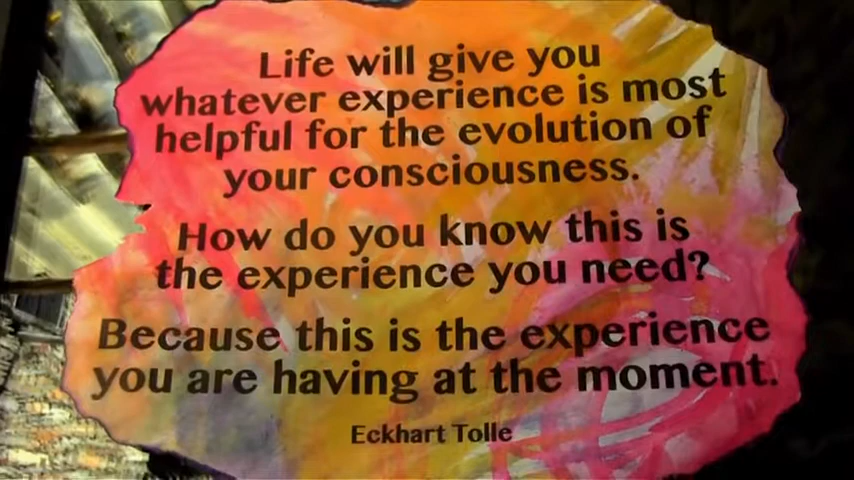 Life will give you
whatever experience is most
helpful for the evolution of
your consciousness.
How do you know this is
the experience you need?
Because this is the experience
you are having at the moment.
Eckhart Tolle